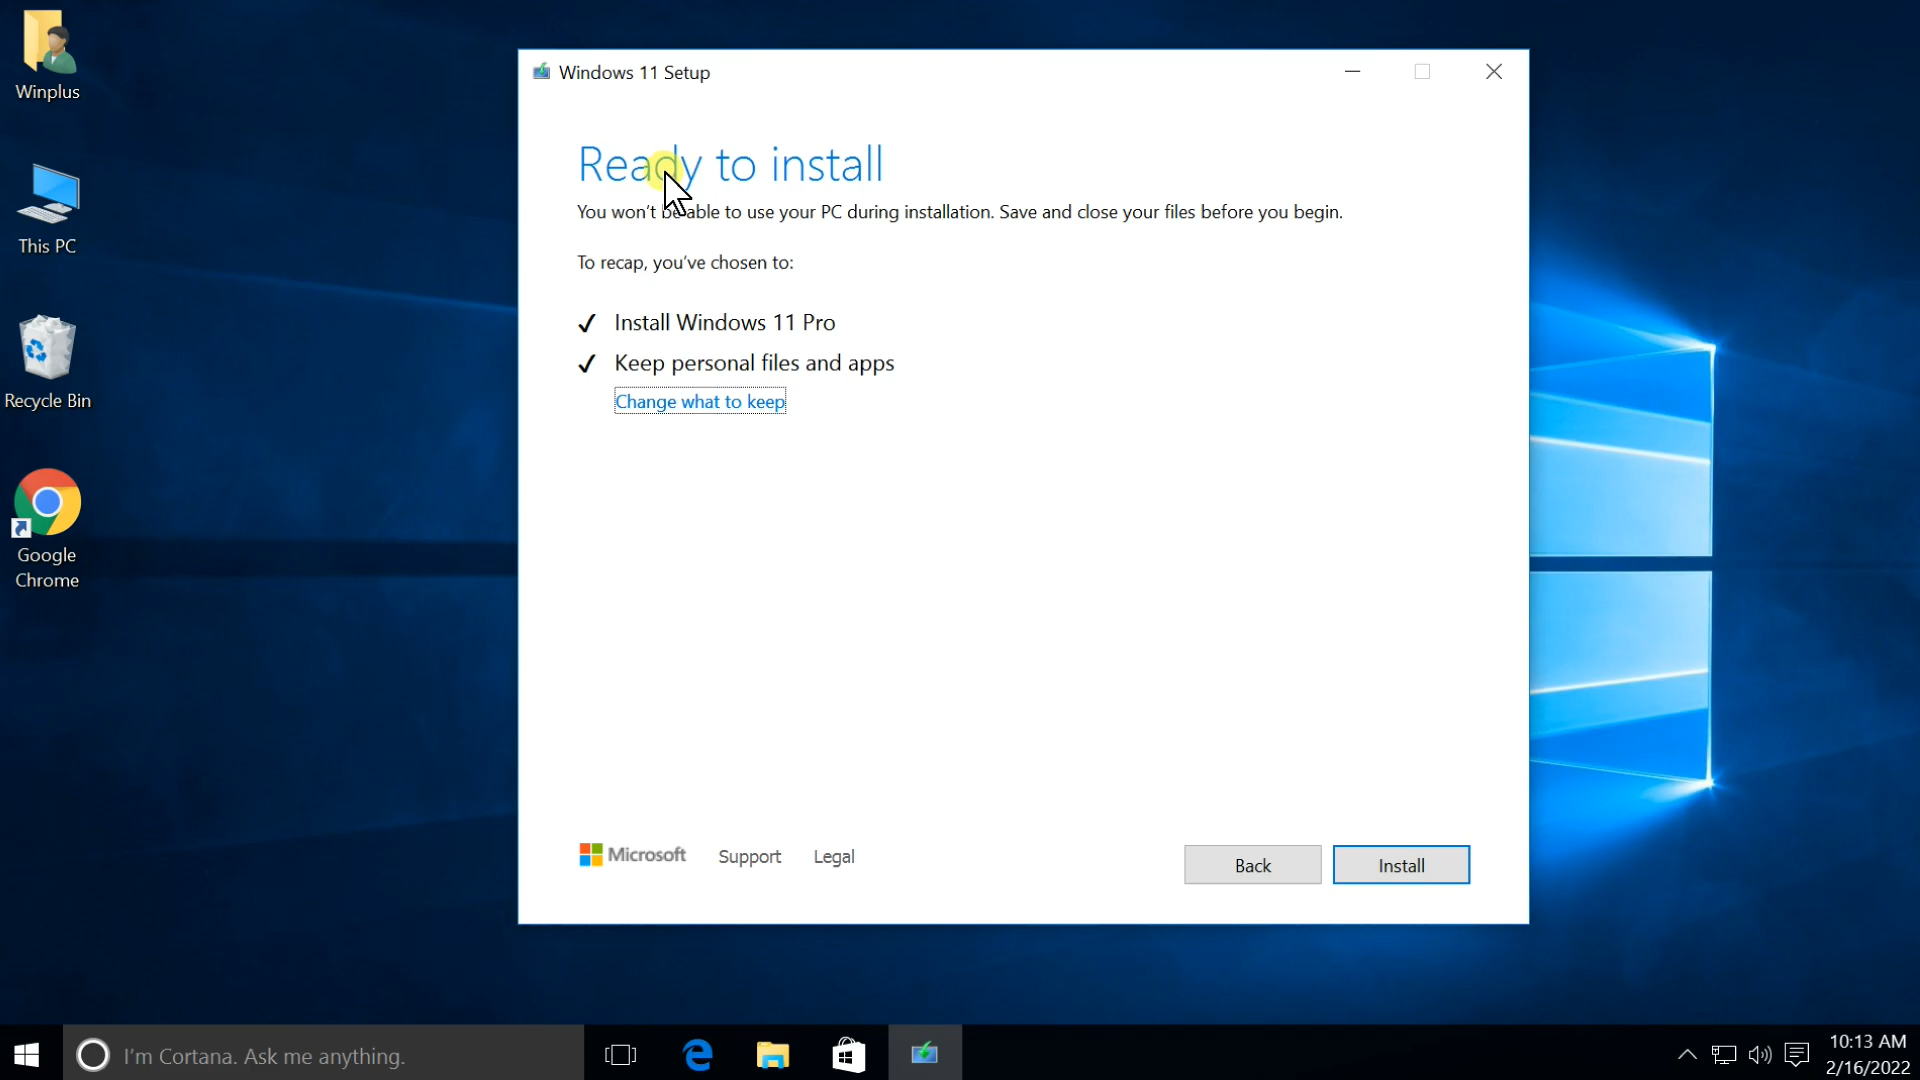 Winplus
This PC
Recycle Bin
Google
Chrome
Windows 11 Setup
Ready to install
You won't be able to use your PC during installation. Save and close your files before you begin.
To recap, you've chosen to:
✓ Install Windows 11 Pro
✓ Keep personal files and apps
Change what to keep
Microsoft Support Legal
Back Install
I'm Cortana. Ask me anything.
10:13 AM
2/16/2022